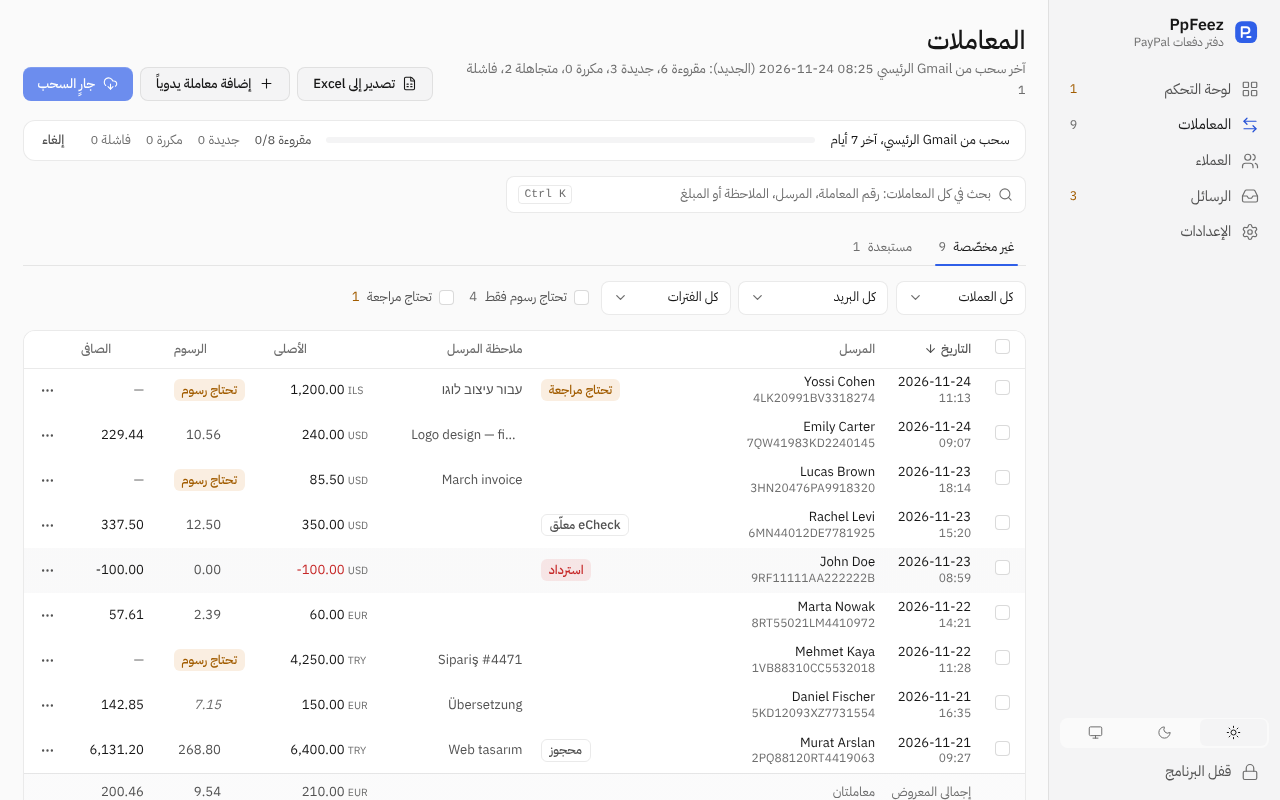 PpFeez
دفتر دفعات PayPal
لوحة التحكم 1
المعاملات 9
العملاء
الرسائل 3
الإعدادات
قفل البرنامج
المعاملات
آخر سحب من Gmail الرئيسي 08:25 2026-11-24 (الجديد): مقروءة 6، جديدة 3، مكررة 0، متجاهلة 2، فاشلة
1
تصدير إلى Excel
إضافة معاملة يدوياً
جارٍ السحب
سحب من Gmail الرئيسي، آخر 7 أيام
مقروءة 0/8 جديدة 0 مكررة 0 فاشلة 0 إلغاء
بحث في كل المعاملات: رقم المعاملة، المرسل، الملاحظة أو المبلغ Ctrl K
غير مخصّصة 9 مستبعدة 1
كل العملات كل البريد كل الفترات تحتاج رسوم فقط 4 تحتاج مراجعة 1
التاريخ ↓ المرسل ملاحظة المرسل الأصلي الرسوم الصافي
2026-11-24 Yossi Cohen تحتاج مراجعة עבור עיצוב לוגו 1,200.00 ILS تحتاج رسوم — ...
11:13 4LK20991BV3318274
2026-11-24 Emily Carter Logo design — fi... 240.00 USD 10.56 229.44 ...
09:07 7QW41983KD2240145
2026-11-23 Lucas Brown March invoice 85.50 USD تحتاج رسوم — ...
18:14 3HN20476PA9918320
2026-11-23 Rachel Levi eCheck معلّق 350.00 USD 12.50 337.50 ...
15:20 6MN44012DE7781925
2026-11-23 John Doe استرداد -100.00 USD 0.00 -100.00 ...
08:59 9RF11111AA222222B
2026-11-22 Marta Nowak 60.00 EUR 2.39 57.61 ...
14:21 8RT55021LM4410972
2026-11-22 Mehmet Kaya Sipariş #4471 4,250.00 TRY تحتاج رسوم — ...
11:28 1VB88310CC5532018
2026-11-21 Daniel Fischer Übersetzung 150.00 EUR 7.15 142.85 ...
16:35 5KD12093XZ7731554
2026-11-21 Murat Arslan محجوز Web tasarım 6,400.00 TRY 268.80 6,131.20 ...
09:27 2PQ88120RT4419063
إجمالي المعروض معاملتان 210.00 EUR 9.54 200.46